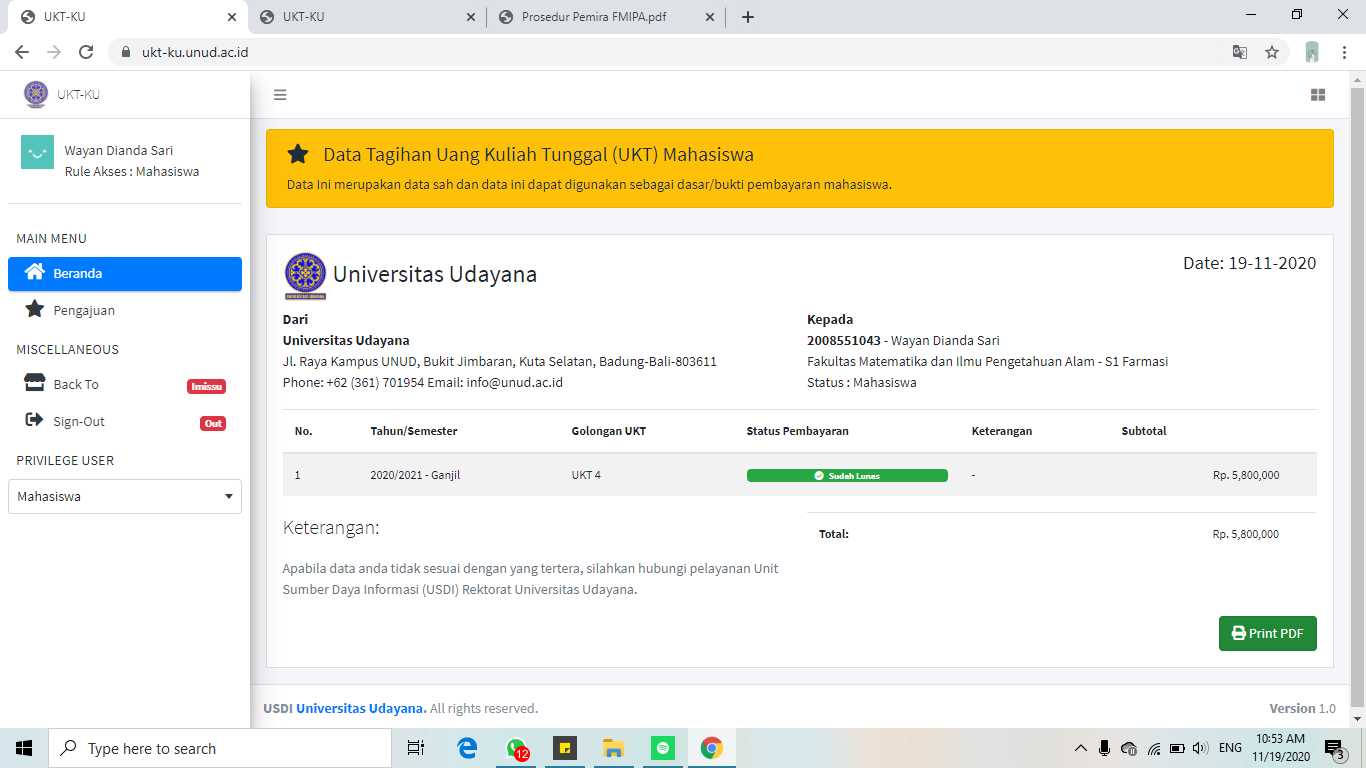 UKT-KU
UKT-KU
Prosedur Pemira FMIPA.pdf
ukt-ku.unud.ac.id
UKT-KU
Wayan Dianda Sari
Rule Akses : Mahasiswa
MAIN MENU
Beranda
Pengajuan
MISCELLANEOUS
Back To
Imissu
Sign-Out
Out
PRIVILEGE USER
Mahasiswa
Data Tagihan Uang Kuliah Tunggal (UKT) Mahasiswa
Data Ini merupakan data sah dan data ini dapat digunakan sebagai dasar/bukti pembayaran mahasiswa.
Universitas Udayana
Date: 19-11-2020
Dari
Universitas Udayana
Jl. Raya Kampus UNUD, Bukit Jimbaran, Kuta Selatan, Badung-Bali-803611
Phone: +62 (361) 701954 Email: info@unud.ac.id
Kepada
2008551043 - Wayan Dianda Sari
Fakultas Matematika dan Ilmu Pengetahuan Alam - S1 Farmasi
Status : Mahasiswa
No. Tahun/Semester Golongan UKT Status Pembayaran Keterangan Subtotal
1 2020/2021 - Ganjil UKT 4 Sudah Lunas - Rp. 5,800,000
Keterangan:
Apabila data anda tidak sesuai dengan yang tertera, silahkan hubungi pelayanan Unit
Sumber Daya Informasi (USDI) Rektorat Universitas Udayana.
Total: Rp. 5,800,000
Print PDF
USDI Universitas Udayana. All rights reserved.
Version 1.0
Type here to search
12
ENG
10:53 AM
11/19/2020
3